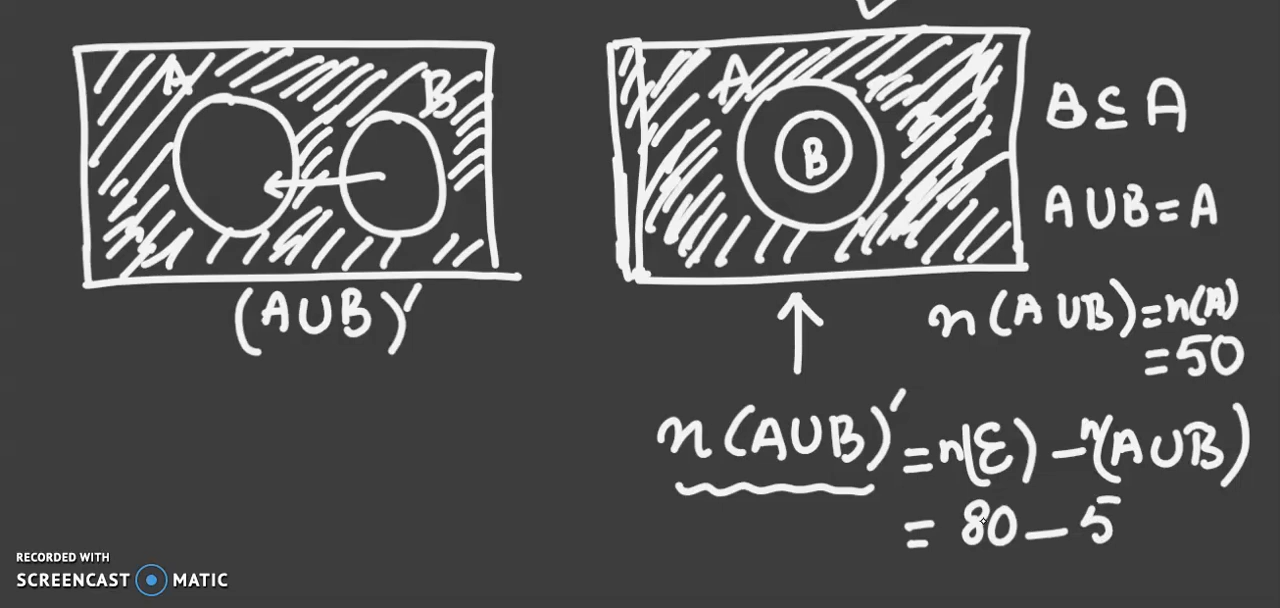 A
B
(A∪B)′
A
B
B ⊆ A
A∪B=A
n(A∪B)=n(A)
=50
n(A∪B)′=n(ε)-n(A∪B)
= 80-5
RECORDED WITH
SCREENCAST MATIC